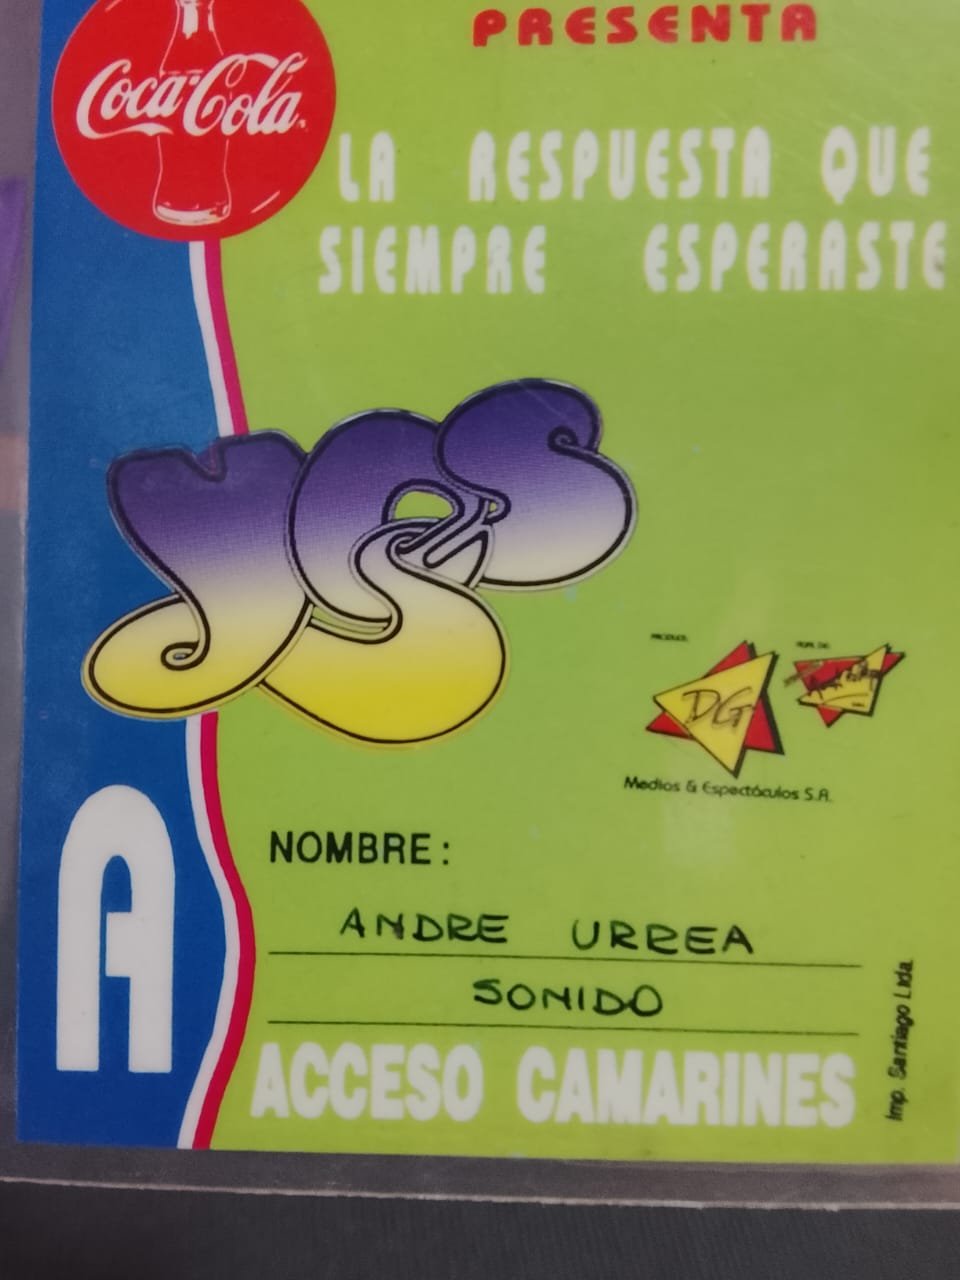 PRESENTA
Coca-Cola
LA RESPUESTA QUE
SIEMPRE ESPERASTE
yes
DG
Medios & Espectáculos S.A.
NOMBRE:
ANDRE URREA
SONIDO
A
ACCESO CAMARINES
Imp. Santiago Ltda.